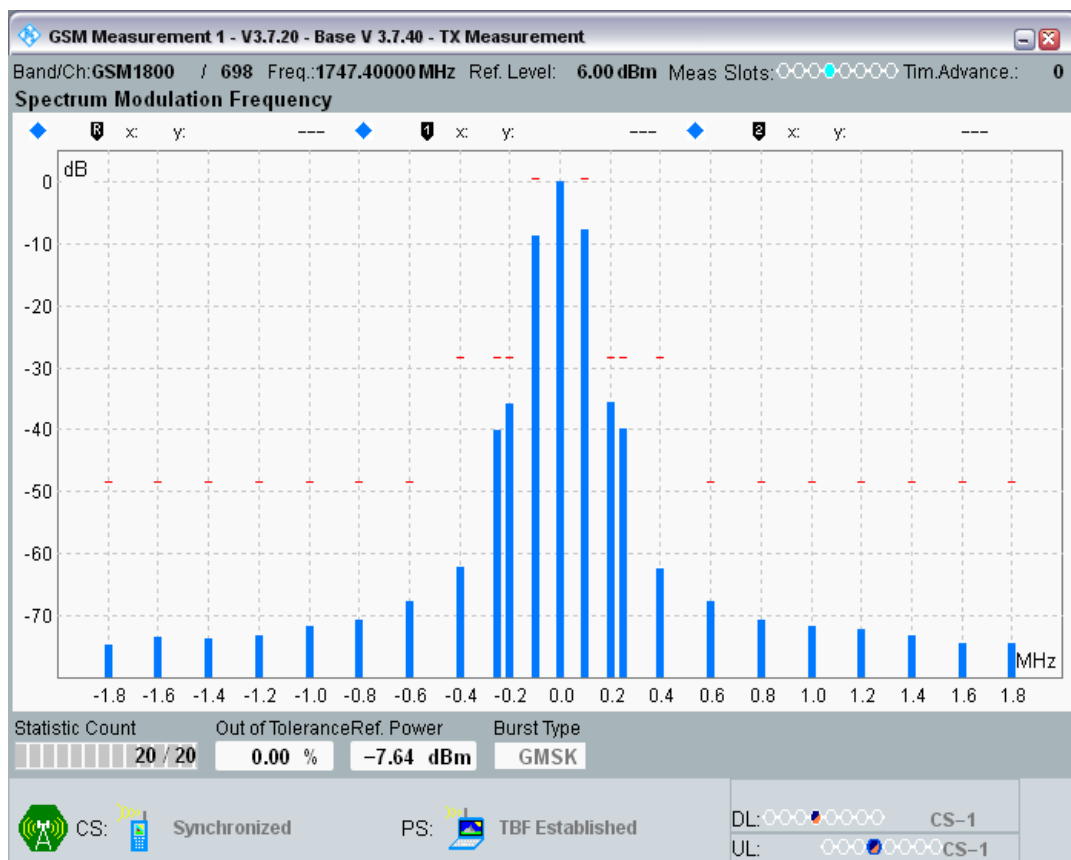 GSM Measurement 1 - V3.7.20 - Base V 3.7.40 - TX Measurement
Band/Ch:GSM1800 / 698 Freq.:1747.40000 MHz Ref. Level: 6.00 dBm Meas Slots: Tim.Advance.: 0
Spectrum Modulation Frequency
R x: y: --- 1 x: y: --- 2 x: y: ---
dB
0
-10
-20
-30
-40
-50
-60
-70
MHz
-1.8 -1.6 -1.4 -1.2 -1.0 -0.8 -0.6 -0.4 -0.2 0.0 0.2 0.4 0.6 0.8 1.0 1.2 1.4 1.6 1.8
Statistic Count Out of Tolerance Ref. Power Burst Type
20 / 20 0.00 % −7.64 dBm GMSK
CS: Synchronized PS: TBF Established DL: CS−1
UL: CS−1